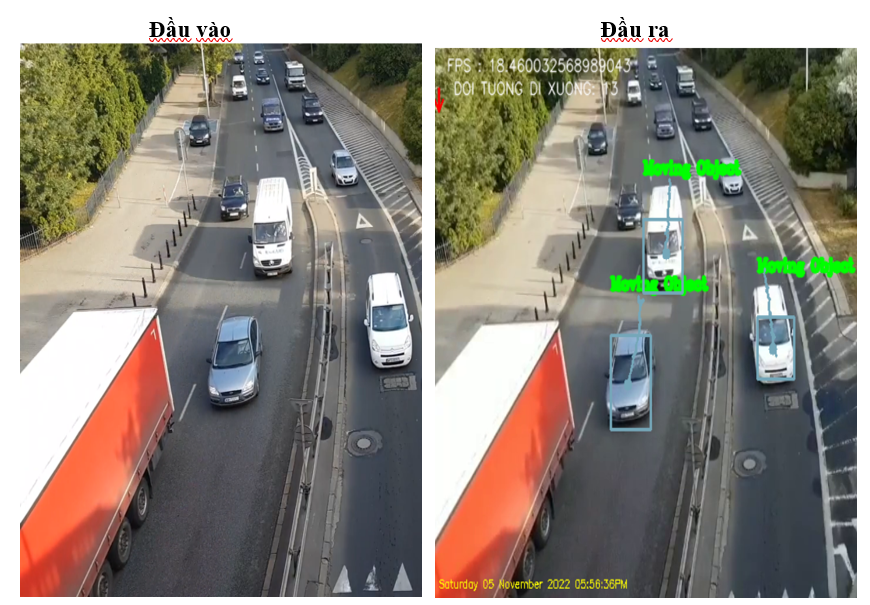 Đầu vào
Đầu ra
FPS : 18.460032568989043
DOI TUONG DI XUONG: 13
Moving Object
Moving Object
Moving Object
Saturday 05 November 2022 05:56:36PM